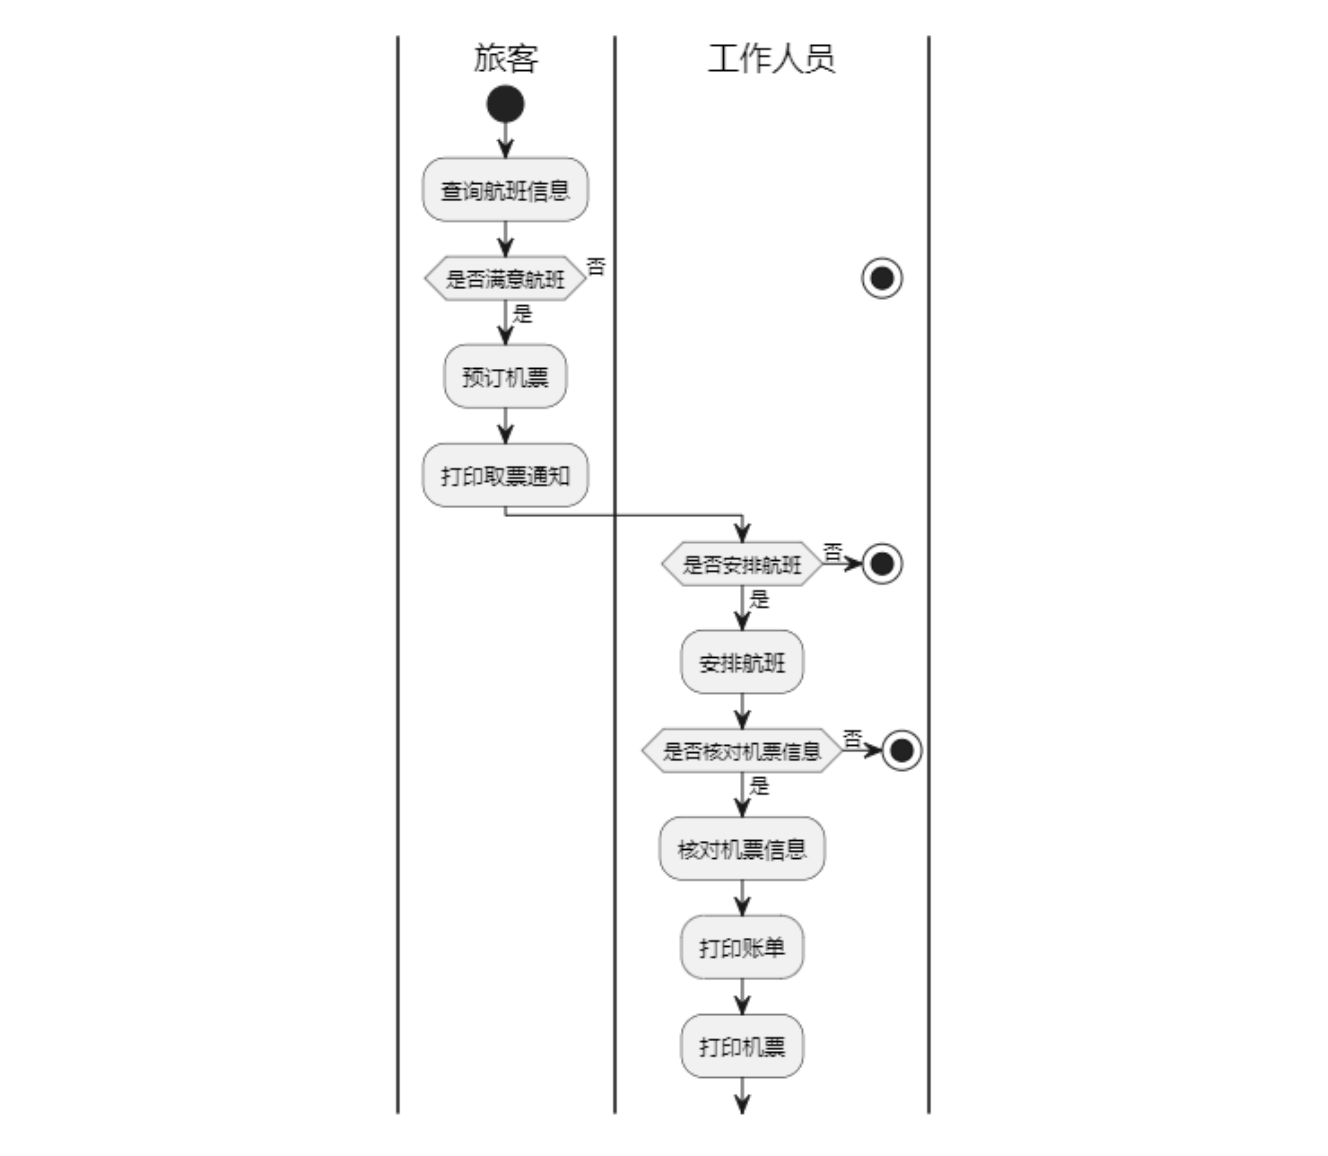 旅客
工作人员
查询航班信息
是否满意航班
否
是
预订机票
打印取票通知
是否安排航班
否
是
安排航班
是否核对机票信息
否
是
核对机票信息
打印账单
打印机票